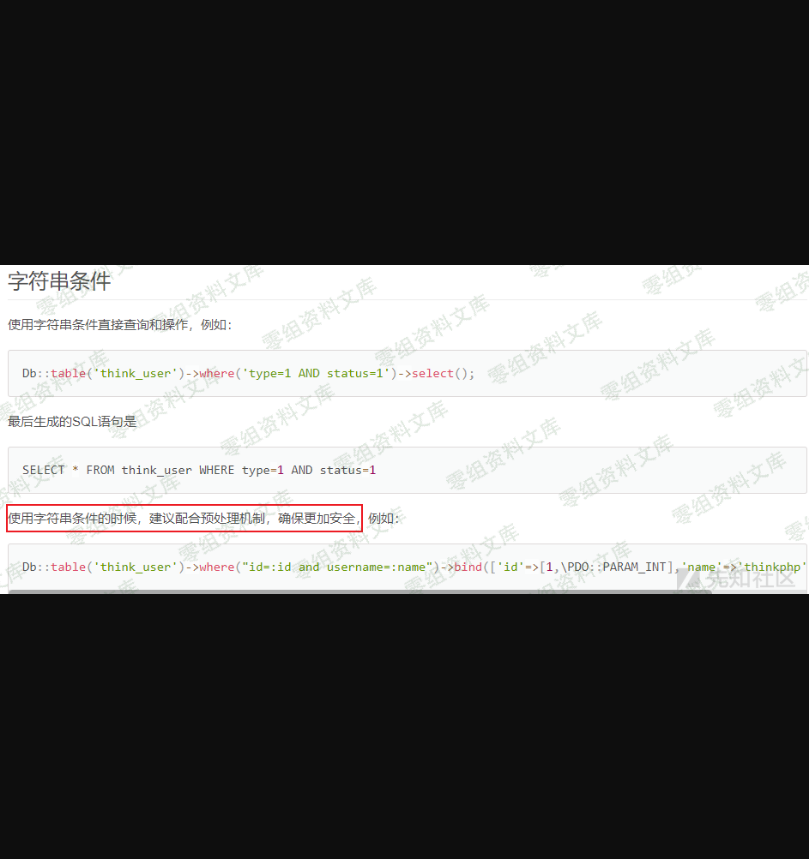 字符串条件
使用字符串条件直接查询和操作，例如：
Db::table('think_user')->where('type=1 AND status=1')->select();
最后生成的SQL语句是
SELECT * FROM think_user WHERE type=1 AND status=1
使用字符串条件的时候，建议配合预处理机制，确保更加安全，例如：
Db::table('think_user')->where("id=:id and username=:name")->bind(['id'=>[1,\PDO::PARAM_INT],'name'=>'thinkphp'
先知社区
零组资料文库